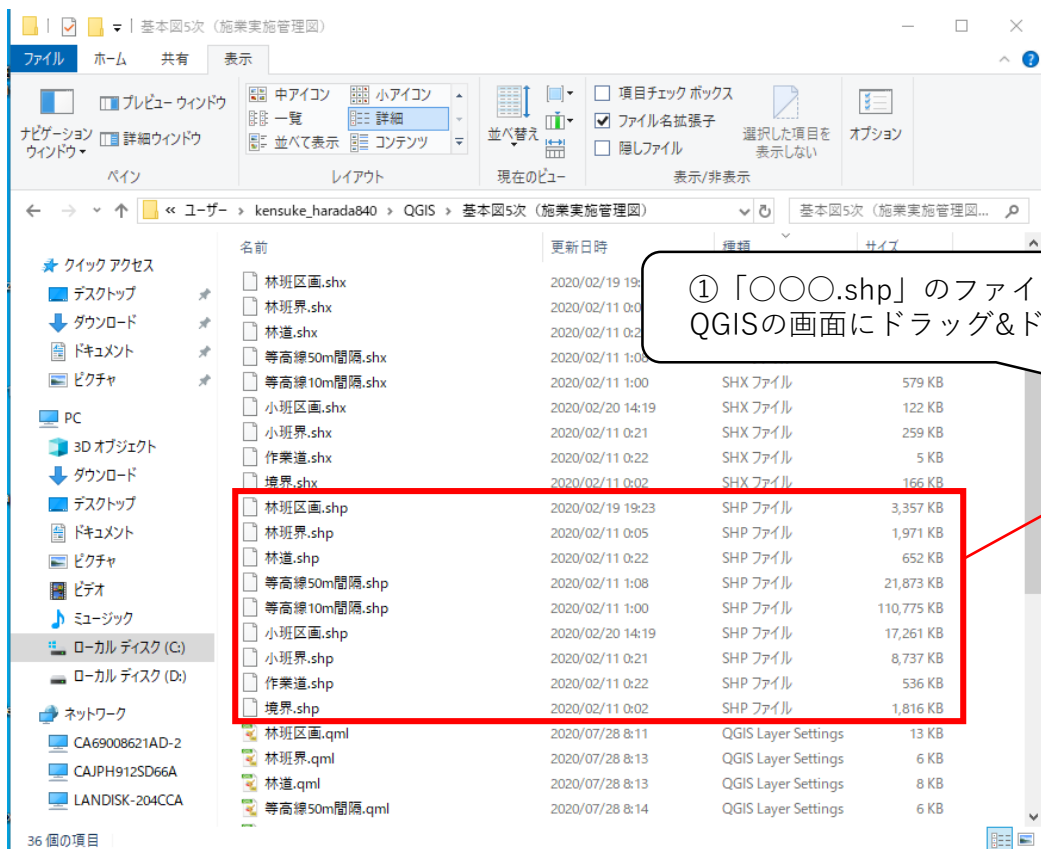 基本図5次（施業実施管理図）
ファイル ホーム 共有 表示
ナビゲーション ウィンドウ
プレビュー ウィンドウ
詳細ウィンドウ
ペイン
中アイコン 小アイコン
一覧 詳細
並べて表示 コンテンツ
レイアウト
並べ替え
現在のビュー
項目チェック ボックス
ファイル名拡張子
隠しファイル
選択した項目を
表示しない
表示/非表示
オプション
« ユーザー › kensuke_harada840 › QGIS › 基本図5次（施業実施管理図）
基本図5次（施業実施管理図...
クイック アクセス
デスクトップ
ダウンロード
ドキュメント
ピクチャ
PC
3D オブジェクト
ダウンロード
デスクトップ
ドキュメント
ピクチャ
ビデオ
ミュージック
ローカル ディスク (C:)
ローカル ディスク (D:)
ネットワーク
CA69008621AD-2
CAJPH912SD66A
LANDISK-204CCA
名前 更新日時 種類 サイズ
林班区画.shx 2020/02/19 19:
林班界.shx 2020/02/11 0:0
林道.shx 2020/02/11 0:2
等高線50m間隔.shx 2020/02/11 1:08
等高線10m間隔.shx 2020/02/11 1:00 SHX ファイル 579 KB
小班区画.shx 2020/02/20 14:19 SHX ファイル 122 KB
小班界.shx 2020/02/11 0:21 SHX ファイル 259 KB
作業道.shx 2020/02/11 0:22 SHX ファイル 5 KB
境界.shx 2020/02/11 0:02 SHX ファイル 166 KB
林班区画.shp 2020/02/19 19:23 SHP ファイル 3,357 KB
林班界.shp 2020/02/11 0:05 SHP ファイル 1,971 KB
林道.shp 2020/02/11 0:22 SHP ファイル 652 KB
等高線50m間隔.shp 2020/02/11 1:08 SHP ファイル 21,873 KB
等高線10m間隔.shp 2020/02/11 1:00 SHP ファイル 110,775 KB
小班区画.shp 2020/02/20 14:19 SHP ファイル 17,261 KB
小班界.shp 2020/02/11 0:21 SHP ファイル 8,737 KB
作業道.shp 2020/02/11 0:22 SHP ファイル 536 KB
境界.shp 2020/02/11 0:02 SHP ファイル 1,816 KB
林班区画.qml 2020/07/28 8:11 QGIS Layer Settings 13 KB
林班界.qml 2020/07/28 8:13 QGIS Layer Settings 6 KB
林道.qml 2020/07/28 8:13 QGIS Layer Settings 8 KB
等高線50m間隔.qml 2020/07/28 8:14 QGIS Layer Settings 6 KB
①「○○○.shp」のファイ
QGISの画面にドラッグ&ド
36 個の項目